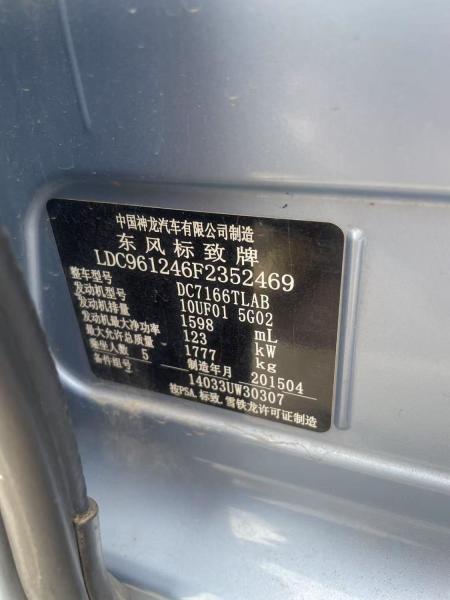 中国神龙汽车有限公司制造
东风标致牌
LDC961246F2352469
整车型号 DC7166TLAB
发动机型号 10UF01 5G02
发动机排量 1598 mL
发动机最大净功率 123 kW
最大允许总质量 1777 kg
乘坐人数 5 制造年月 201504
备件组号 14033UW30307
按PSA.标致.雪铁龙许可证制造